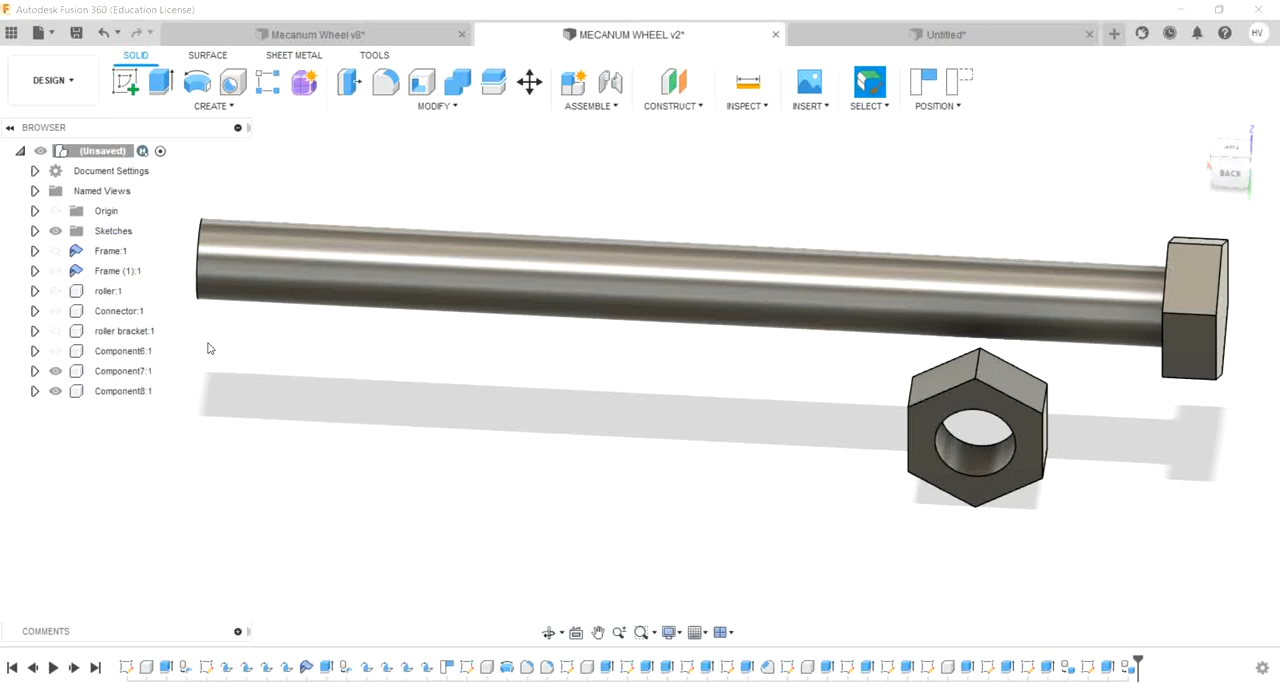 Autodesk Fusion 360 (Education License)
Mecanum Wheel v8*
MECANUM WHEEL v2*
Untitled*
HV
DESIGN
SOLID
SURFACE
SHEET METAL
TOOLS
CREATE
MODIFY
ASSEMBLE
CONSTRUCT
INSPECT
INSERT
SELECT
POSITION
BROWSER
(Unsaved)
Document Settings
Named Views
Origin
Sketches
Frame:1
Frame (1):1
roller:1
Connector:1
roller bracket:1
Component6:1
Component7:1
Component8:1
Z
BACK
COMMENTS